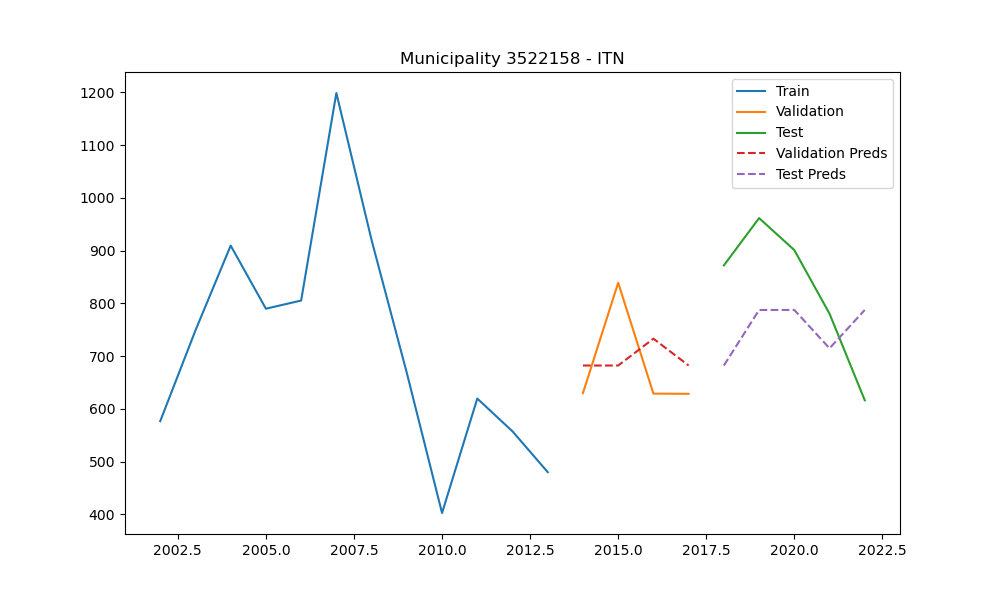 Municipality 3522158 - ITN
1200
1100
1000
900
800
700
600
500
400
Train
Validation
Test
Validation Preds
Test Preds
2002.5 2005.0 2007.5 2010.0 2012.5 2015.0 2017.5 2020.0 2022.5